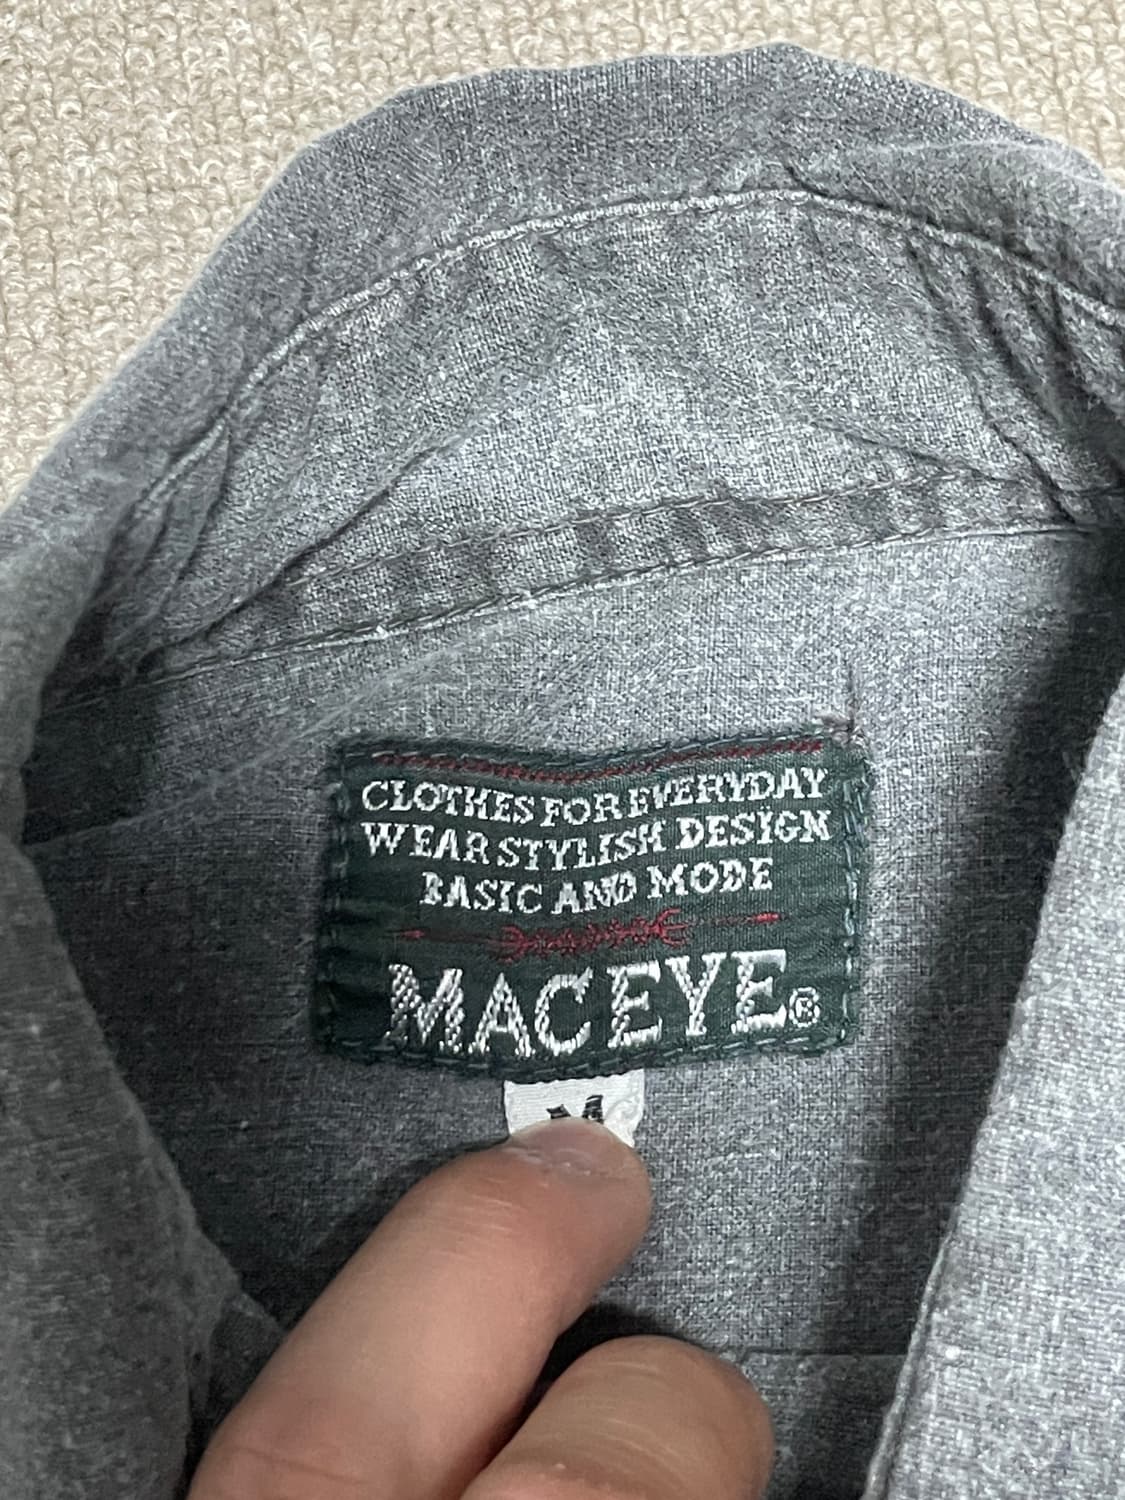 CLOTHES FOR EVERYDAY
WEAR STYLISH DESIGN
BASIC AND MODE
MACEYE®
M